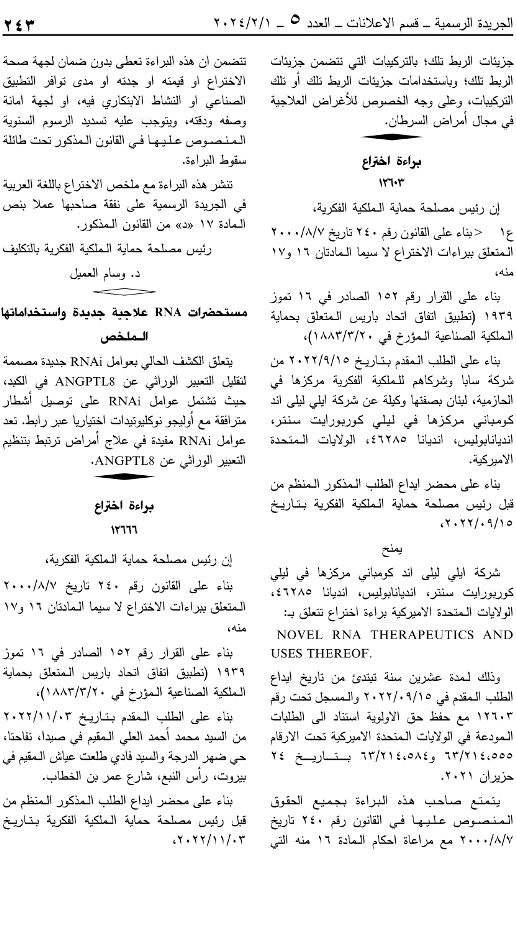 الجريدة الرسمية ــ قسم الاعلانات ــ العدد ٥ ــ ٢٠٢٤/٢/١
٢٤٣
جزيئات الربط تلك؛ بالتركيبات التي تتضمن جزيئات
الربط تلك؛ وباستخدامات جزيئات الربط تلك أو تلك
التركيبات، وعلى وجه الخصوص للأغراض العلاجية
في مجال أمراض السرطان.
براءة اختراع
١٢٦٠٣
إن رئيس مصلحة حماية الملكية الفكرية،
ع١ <بناء على القانون رقم ٢٤٠ تاريخ ٢٠٠٠/٨/٧
المتعلق ببراءات الاختراع لا سيما المادتان ١٦ و١٧
منه،
بناء على القرار رقم ١٥٢ الصادر في ١٦ تموز
١٩٣٩ (تطبيق اتفاق اتحاد باريس المتعلق بحماية
الملكية الصناعية المؤرخ في ١٨٨٣/٣/٢٠)،
بناء على الطلب المقدم بتاريخ ٢٠٢٢/٩/١٥ من
شركة سابا وشركاهم للملكية الفكرية مركزها في
الحازمية، لبنان بصفتها وكيلة عن شركة ايلي ليلى اند
كومباني مركزها في ليلي كوربورايت سنتر،
انديانابوليس، انديانا ٤٦٢٨٥، الولايات المتحدة
الاميركية.
بناء على محضر ايداع الطلب المذكور المنظم من
قبل رئيس مصلحة حماية الملكية الفكرية بتاريخ
٢٠٢٢/٠٩/١٥،
يمنح
شركة ايلي ليلى اند كومباني مركزها في ليلي
كوربورايت سنتر، انديانابوليس، انديانا ٤٦٢٨٥،
الولايات المتحدة الاميركية براءة اختراع تتعلق بـ:
NOVEL RNA THERAPEUTICS AND
USES THEREOF.
وذلك لمدة عشرين سنة تبتدئ من تاريخ ايداع
الطلب المقدم في ٢٠٢٢/٠٩/١٥ والمسجل تحت رقم
١٢٦٠٣ مع حفظ حق الاولوية استناد الى الطلبات
المودعة في الولايات المتحدة الاميركية تحت الارقام
٦٣/٢١٤,٥٥٥ و٦٣/٢١٤,٥٨٤ بـتـاريـخ ٢٤
حزيران ٢٠٢١.
يتمتع صاحب هذه البراءة بجميع الحقوق
المنصوص عليها في القانون رقم ٢٤٠ تاريخ
٢٠٠٠/٨/٧ مع مراعاة احكام المادة ١٦ منه التي
تتضمن ان هذه البراءة تعطى بدون ضمان لجهة صحة
الاختراع او قيمته او جدته او مدى توافر التطبيق
الصناعي او النشاط الابتكاري فيه، او لجهة امانة
وصفه ودقته، ويتوجب عليه تسديد الرسوم السنوية
المنصوص عليها في القانون المذكور تحت طائلة
سقوط البراءة.
تنشر هذه البراءة مع ملخص الاختراع باللغة العربية
في الجريدة الرسمية على نفقة صاحبها عملا بنص
المادة ١٧ «د» من القانون المذكور.
رئيس مصلحة حماية الملكية الفكرية بالتكليف
د. وسام العميل
مستحضرات RNA علاجية جديدة واستخداماتها
الملخص
يتعلق الكشف الحالي بعوامل RNAi جديدة مصممة
لتقليل التعبير الوراثي عن ANGPTL8 في الكبد،
حيث تشتمل عوامل RNAi على توصيل أشطار
مترافقة مع أوليجو نوكليوتيدات اختياريا عبر رابط. تعد
عوامل RNAi مفيدة في علاج أمراض ترتبط بتنظيم
التعبير الوراثي عن ANGPTL8.
براءة اختراع
١٢٦٦٦
إن رئيس مصلحة حماية الملكية الفكرية،
بناء على القانون رقم ٢٤٠ تاريخ ٢٠٠٠/٨/٧
المتعلق ببراءات الاختراع لا سيما المادتان ١٦ و١٧
منه،
بناء على القرار رقم ١٥٢ الصادر في ١٦ تموز
١٩٣٩ (تطبيق اتفاق اتحاد باريس المتعلق بحماية
الملكية الصناعية المؤرخ في ١٨٨٣/٣/٢٠)،
بناء على الطلب المقدم بتاريخ ٢٠٢٢/١١/٠٣
من السيد محمد أحمد العلي المقيم في صيدا، تفاحتا،
حي ضهر الدرجة والسيد فادي طلعت عياش المقيم في
بيروت، رأس النبع، شارع عمر بن الخطاب.
بناء على محضر ايداع الطلب المذكور المنظم من
قبل رئيس مصلحة حماية الملكية الفكرية بتاريخ
٢٠٢٢/١١/٠٣،